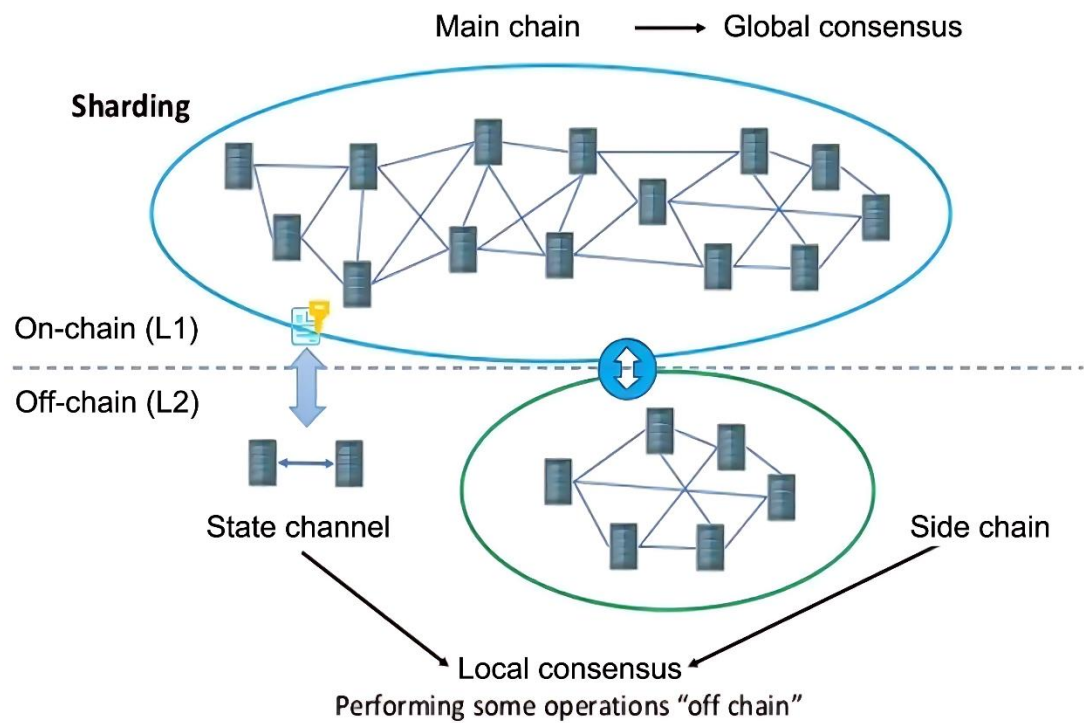 Main chain
Global consensus
Sharding
On-chain (L1)
Off-chain (L2)
State channel
Side chain
Local consensus
Performing some operations “off chain”